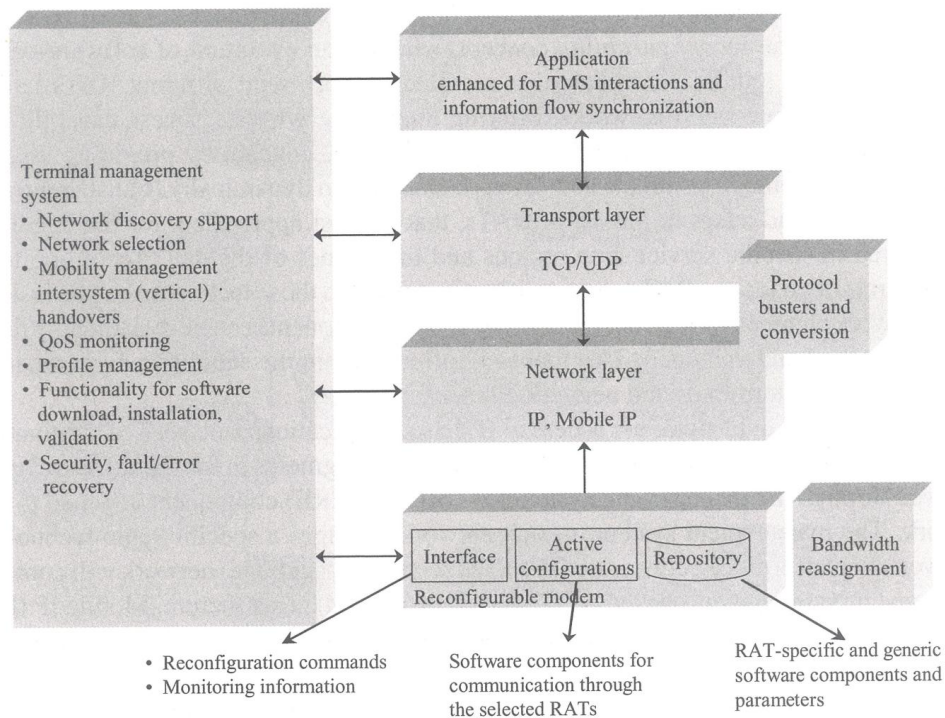 Terminal management
system
• Network discovery support
• Network selection
• Mobility management
intersystem (vertical)
handovers
• QoS monitoring
• Profile management
• Functionality for software
download, installation,
validation
• Security, fault/error
recovery
Application
enhanced for TMS interactions and
information flow synchronization
Transport layer
TCP/UDP
Protocol
busters and
conversion
Network layer
IP, Mobile IP
Interface
Active
configurations
Repository
Reconfigurable modem
Bandwidth
reassignment
• Reconfiguration commands
• Monitoring information
Software components for
communication through
the selected RATs
RAT-specific and generic
software components and
parameters